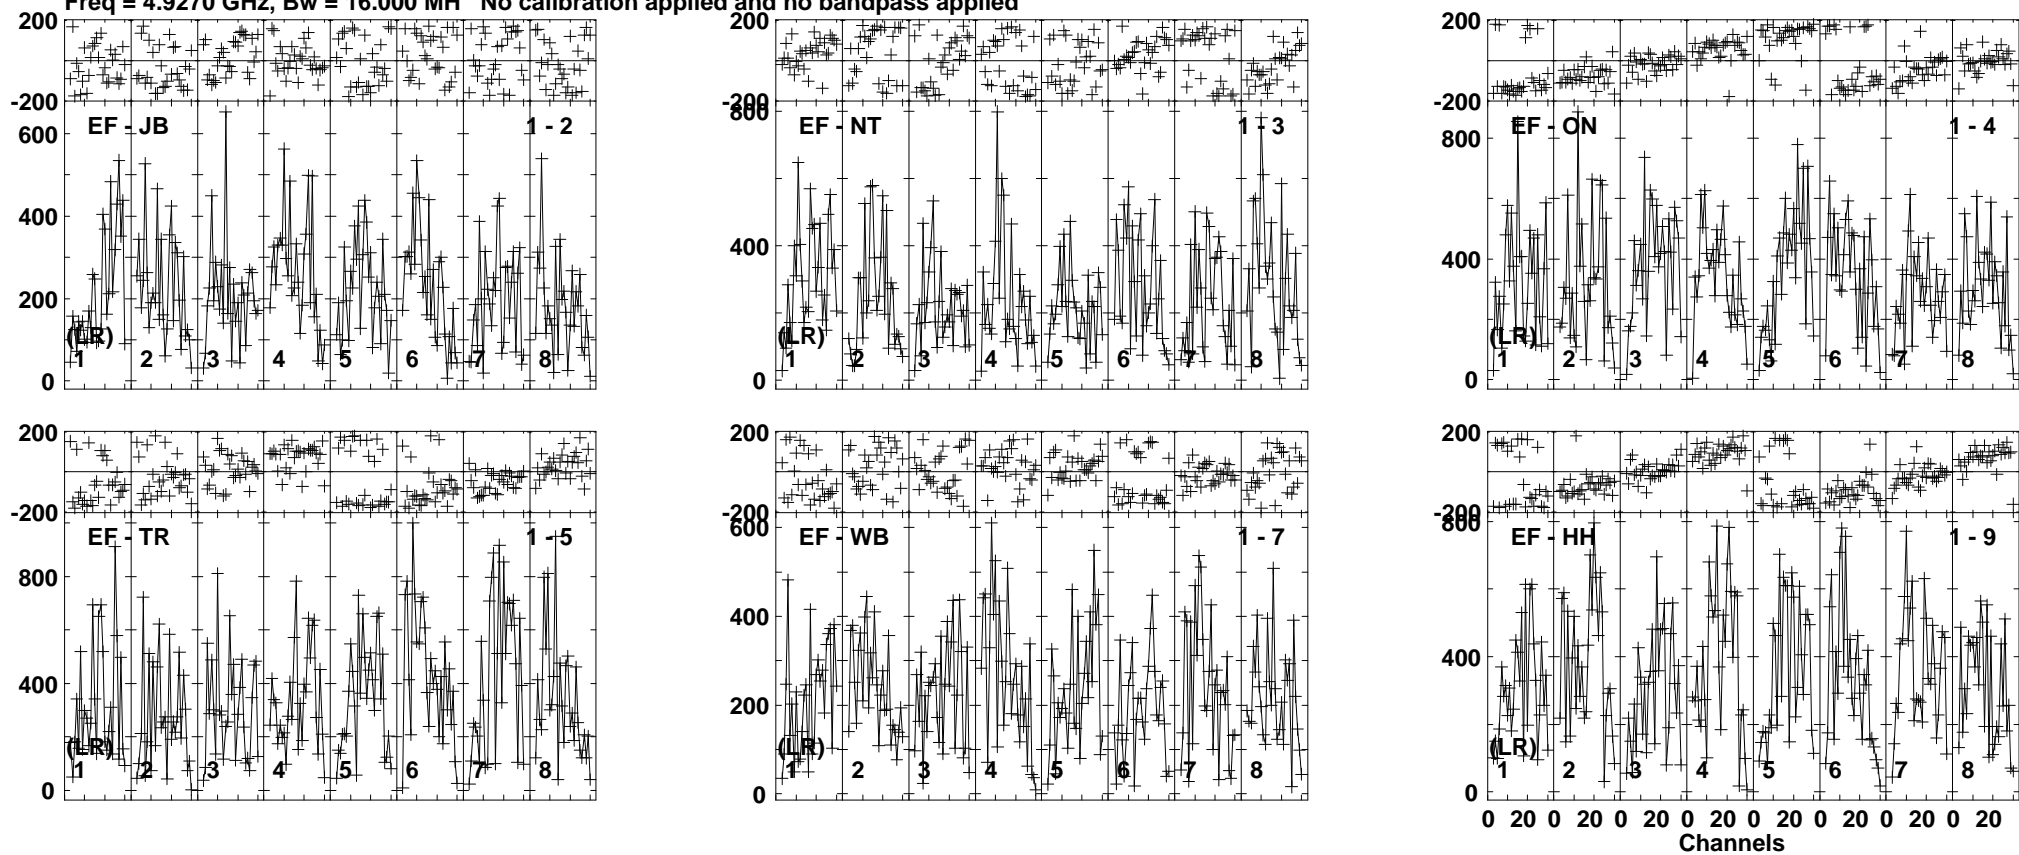 Freq = 4.9270 GHz, Bw = 16.000 MH No calibration applied and no bandpass applied
200
-200
EF - JB
1 - 2
600
400
200
0
(LR)
1 2 3 4 5 6 7 8
200
-200
800
EF - NT
1 - 3
400
0
(LR)
1 2 3 4 5 6 7 8
200
-200
EF - ON
1 - 4
800
400
0
(LR)
1 2 3 4 5 6 7 8
200
-200
EF - TR
1 - 5
800
400
0
(LR)
1 2 3 4 5 6 7 8
200
-200
600
EF - WB
1 - 7
400
200
0
(LR)
1 2 3 4 5 6 7 8
200
-200
800
EF - HH
1 - 9
400
0
(LR)
1 2 3 4 5 6 7 8
0 20 0 20 0 20 0 20 0 20 0 20 0 20 0 20
Channels